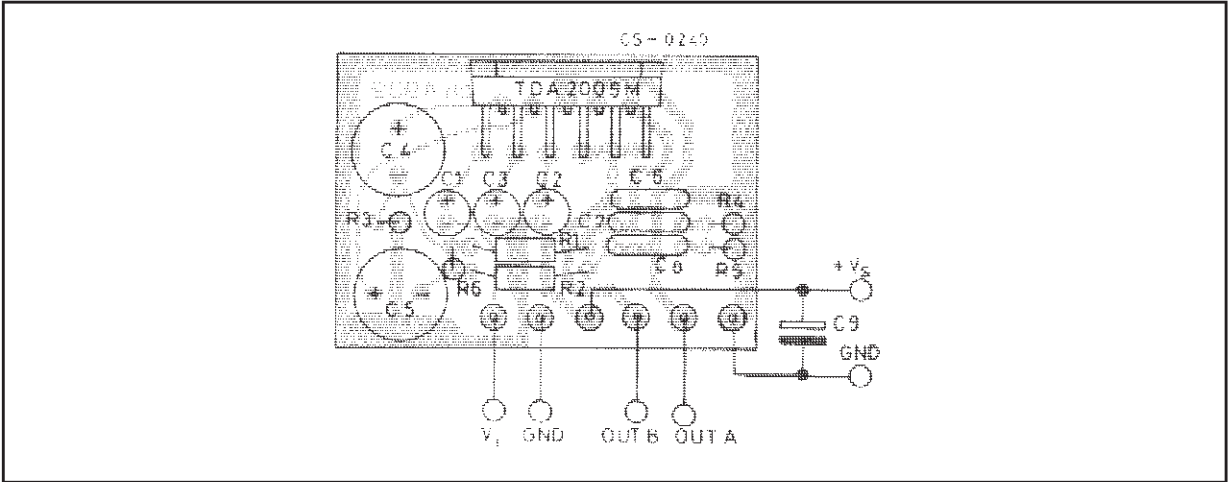 CS-0240
TDA2005M
C4
C1 C3 C2 C6
R3 C7 R4
R1
C8 R5
R6 R2
C5
+Vs
C9
GND
Vi GND OUT B OUT A